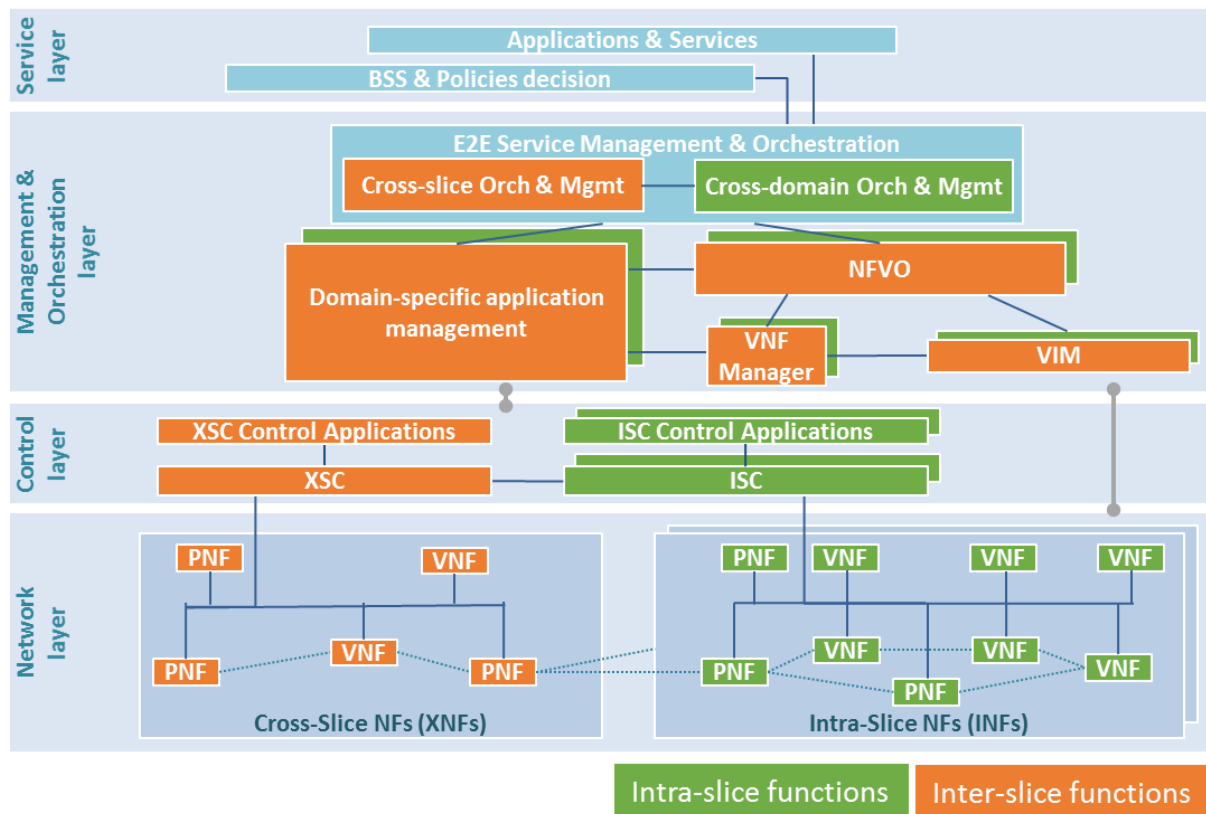 Service
layer
Applications & Services
BSS & Policies decision
Management &
Orchestration
layer
E2E Service Management & Orchestration
Cross-slice Orch & Mgmt
Cross-domain Orch & Mgmt
Domain-specific application
management
NFVO
VNF
Manager
VIM
Control
layer
XSC Control Applications
ISC Control Applications
XSC
ISC
Network
layer
PNF
VNF
PNF
VNF
PNF
Cross-Slice NFs (XNFs)
PNF
VNF
VNF
VNF
PNF
VNF
PNF
VNF
VNF
Intra-Slice NFs (INFs)
Intra-slice functions
Inter-slice functions